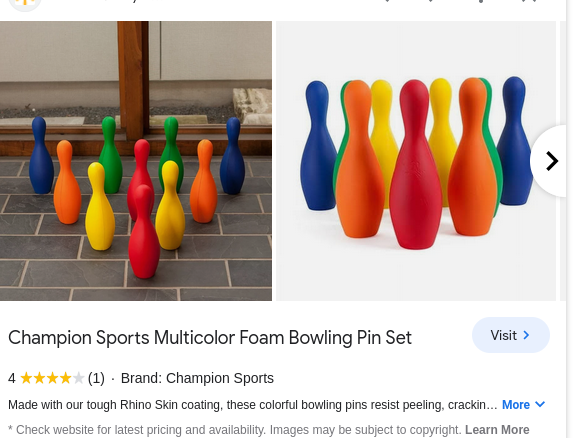 Champion Sports Multicolor Foam Bowling Pin Set
Visit
4 (1) · Brand: Champion Sports
Made with our tough Rhino Skin coating, these colorful bowling pins resist peeling, crackin… More
* Check website for latest pricing and availability. Images may be subject to copyright. Learn More